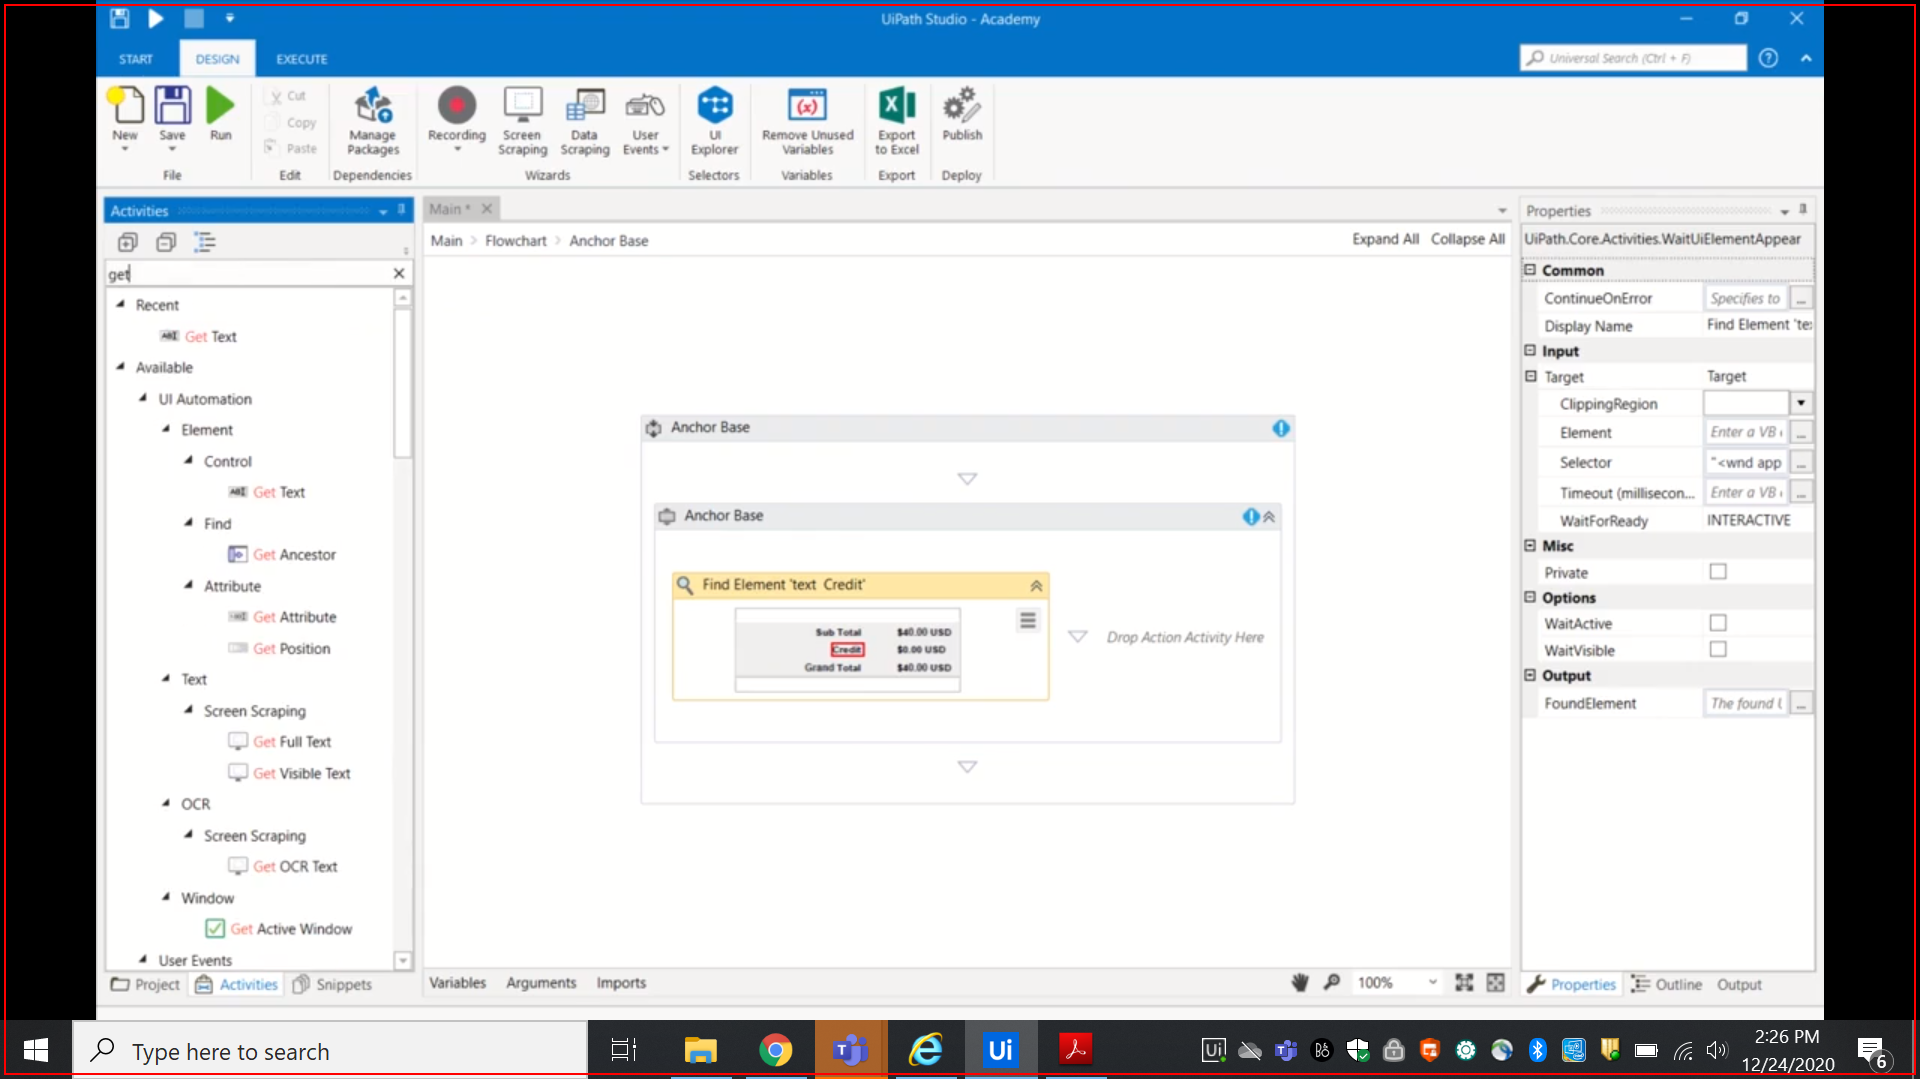 UiPath Studio - Academy
START
DESIGN
EXECUTE
Universal Search (Ctrl + F)
New
Save
Run
File
Cut
Copy
Paste
Edit
Manage Packages
Dependencies
Recording
Screen Scraping
Data Scraping
User Events
Wizards
UI Explorer
Selectors
Remove Unused Variables
Variables
Export to Excel
Export
Publish
Deploy
Activities
get
Recent
Get Text
Available
UI Automation
Element
Control
Get Text
Find
Get Ancestor
Attribute
Get Attribute
Get Position
Text
Screen Scraping
Get Full Text
Get Visible Text
OCR
Screen Scraping
Get OCR Text
Window
Get Active Window
User Events
Project
Activities
Snippets
Main *
Main > Flowchart > Anchor Base
Expand All Collapse All
Anchor Base
Anchor Base
Find Element 'text Credit'
Sub Total $40.00 USD
Credit $0.00 USD
Grand Total $40.00 USD
Drop Action Activity Here
Variables Arguments Imports
100%
Properties
UiPath.Core.Activities.WaitUiElementAppear
Common
ContinueOnError Specifies to ...
Display Name Find Element 'te
Input
Target Target
ClippingRegion
Element Enter a VB ...
Selector "<wnd app ...
Timeout (millisecon... Enter a VB ...
WaitForReady INTERACTIVE
Misc
Private
Options
WaitActive
WaitVisible
Output
FoundElement The found ...
Properties Outline Output
Type here to search
Ui
2:26 PM
12/24/2020
6